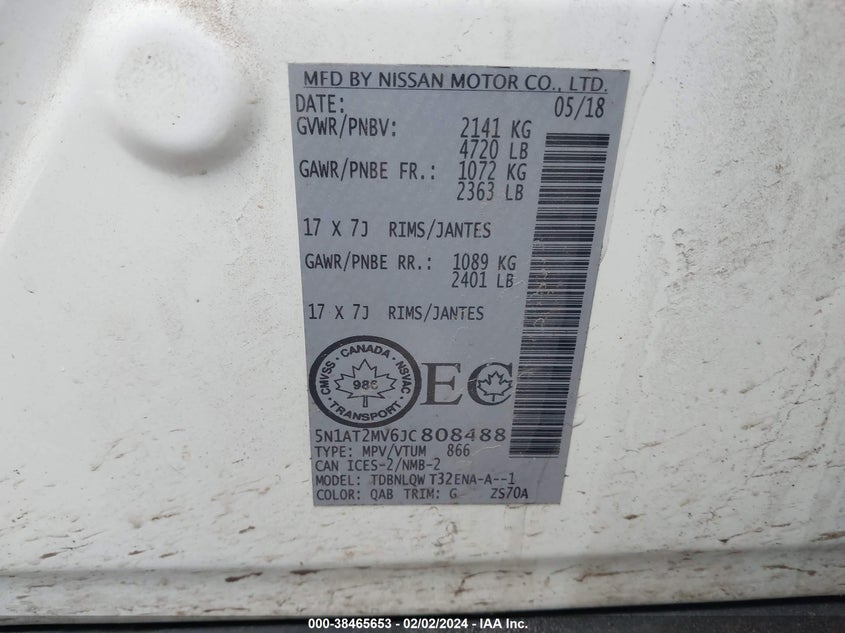 MFD BY NISSAN MOTOR CO., LTD.
DATE: 05/18
GVWR/PNBV: 2141 KG
4720 LB
GAWR/PNBE FR.: 1072 KG
2363 LB
17 X 7J RIMS/JANTES
GAWR/PNBE RR.: 1089 KG
2401 LB
17 X 7J RIMS/JANTES
CANADA
CMVSS NSVAC
986
TRANSPORT
EC
5N1AT2MV6JC808488
TYPE: MPV/VTUM 866
CAN ICES-2/NMB-2
MODEL: TDBNLQW T32ENA-A--1
COLOR: QAB TRIM: G ZS70A
000-38465653 - 02/02/2024 - IAA Inc.